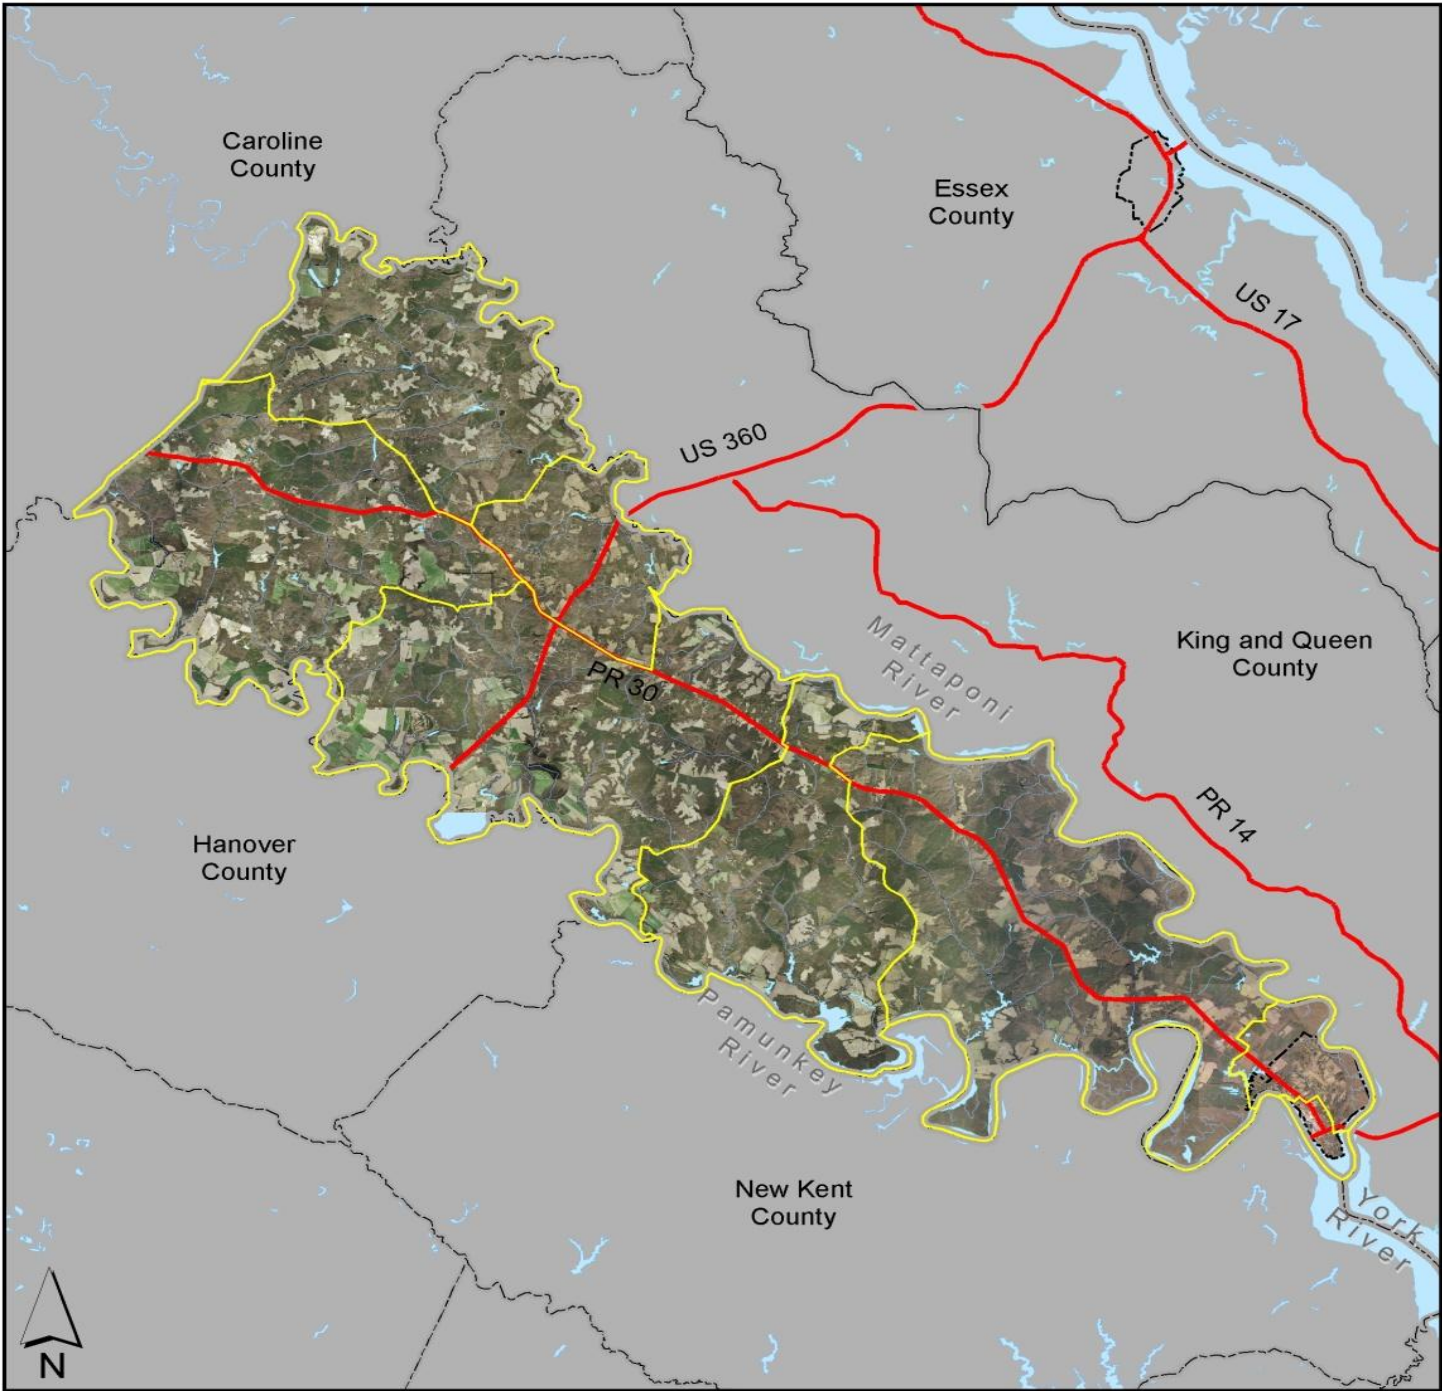 Caroline
County
Essex
County
US 17
US 360
Mattaponi
River
King and Queen
County
PR 30
PR 14
Hanover
County
Pamunkey
River
New Kent
County
York
River
N